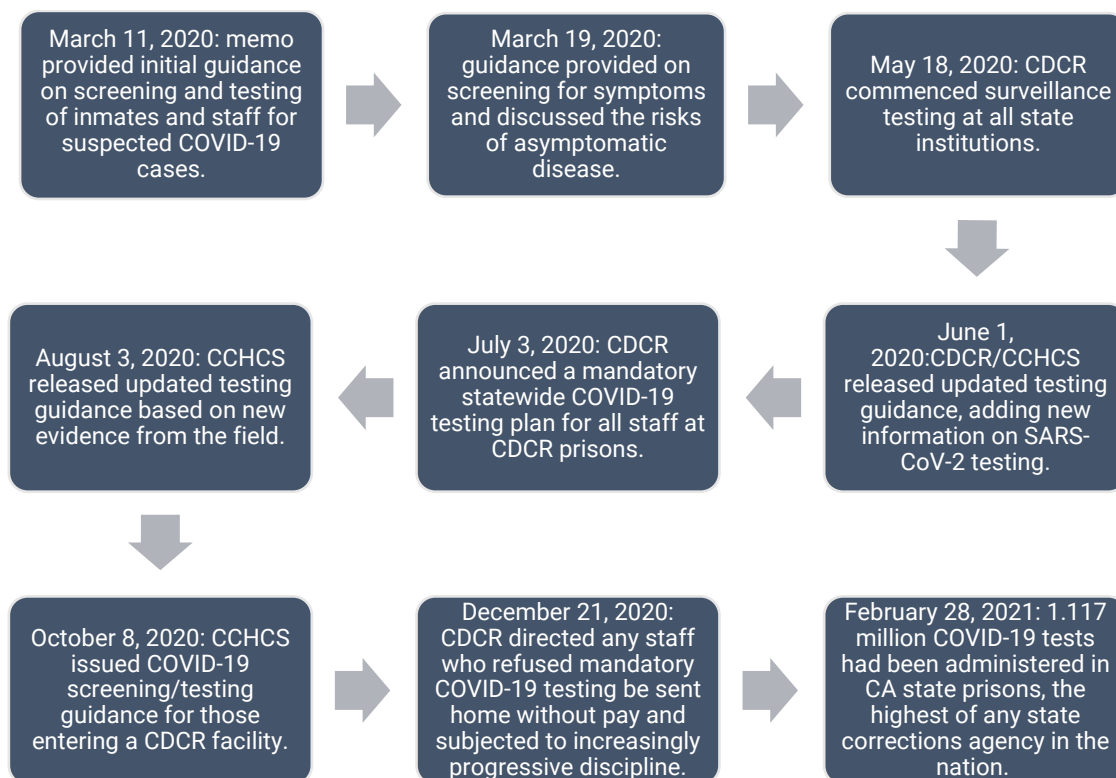 March 11, 2020: memo
provided initial guidance
on screening and testing
of inmates and staff for
suspected COVID-19
cases.
March 19, 2020:
guidance provided on
screening for symptoms
and discussed the risks
of asymptomatic
disease.
May 18, 2020: CDCR
commenced surveillance
testing at all state
institutions.
June 1,
2020:CDCR/CCHCS
released updated testing
guidance, adding new
information on SARS-
CoV-2 testing.
July 3, 2020: CDCR
announced a mandatory
statewide COVID-19
testing plan for all staff at
CDCR prisons.
August 3, 2020: CCHCS
released updated testing
guidance based on new
evidence from the field.
October 8, 2020: CCHCS
issued COVID-19
screening/testing
guidance for those
entering a CDCR facility.
December 21, 2020:
CDCR directed any staff
who refused mandatory
COVID-19 testing be sent
home without pay and
subjected to increasingly
progressive discipline.
February 28, 2021: 1.117
million COVID-19 tests
had been administered in
CA state prisons, the
highest of any state
corrections agency in the
nation.